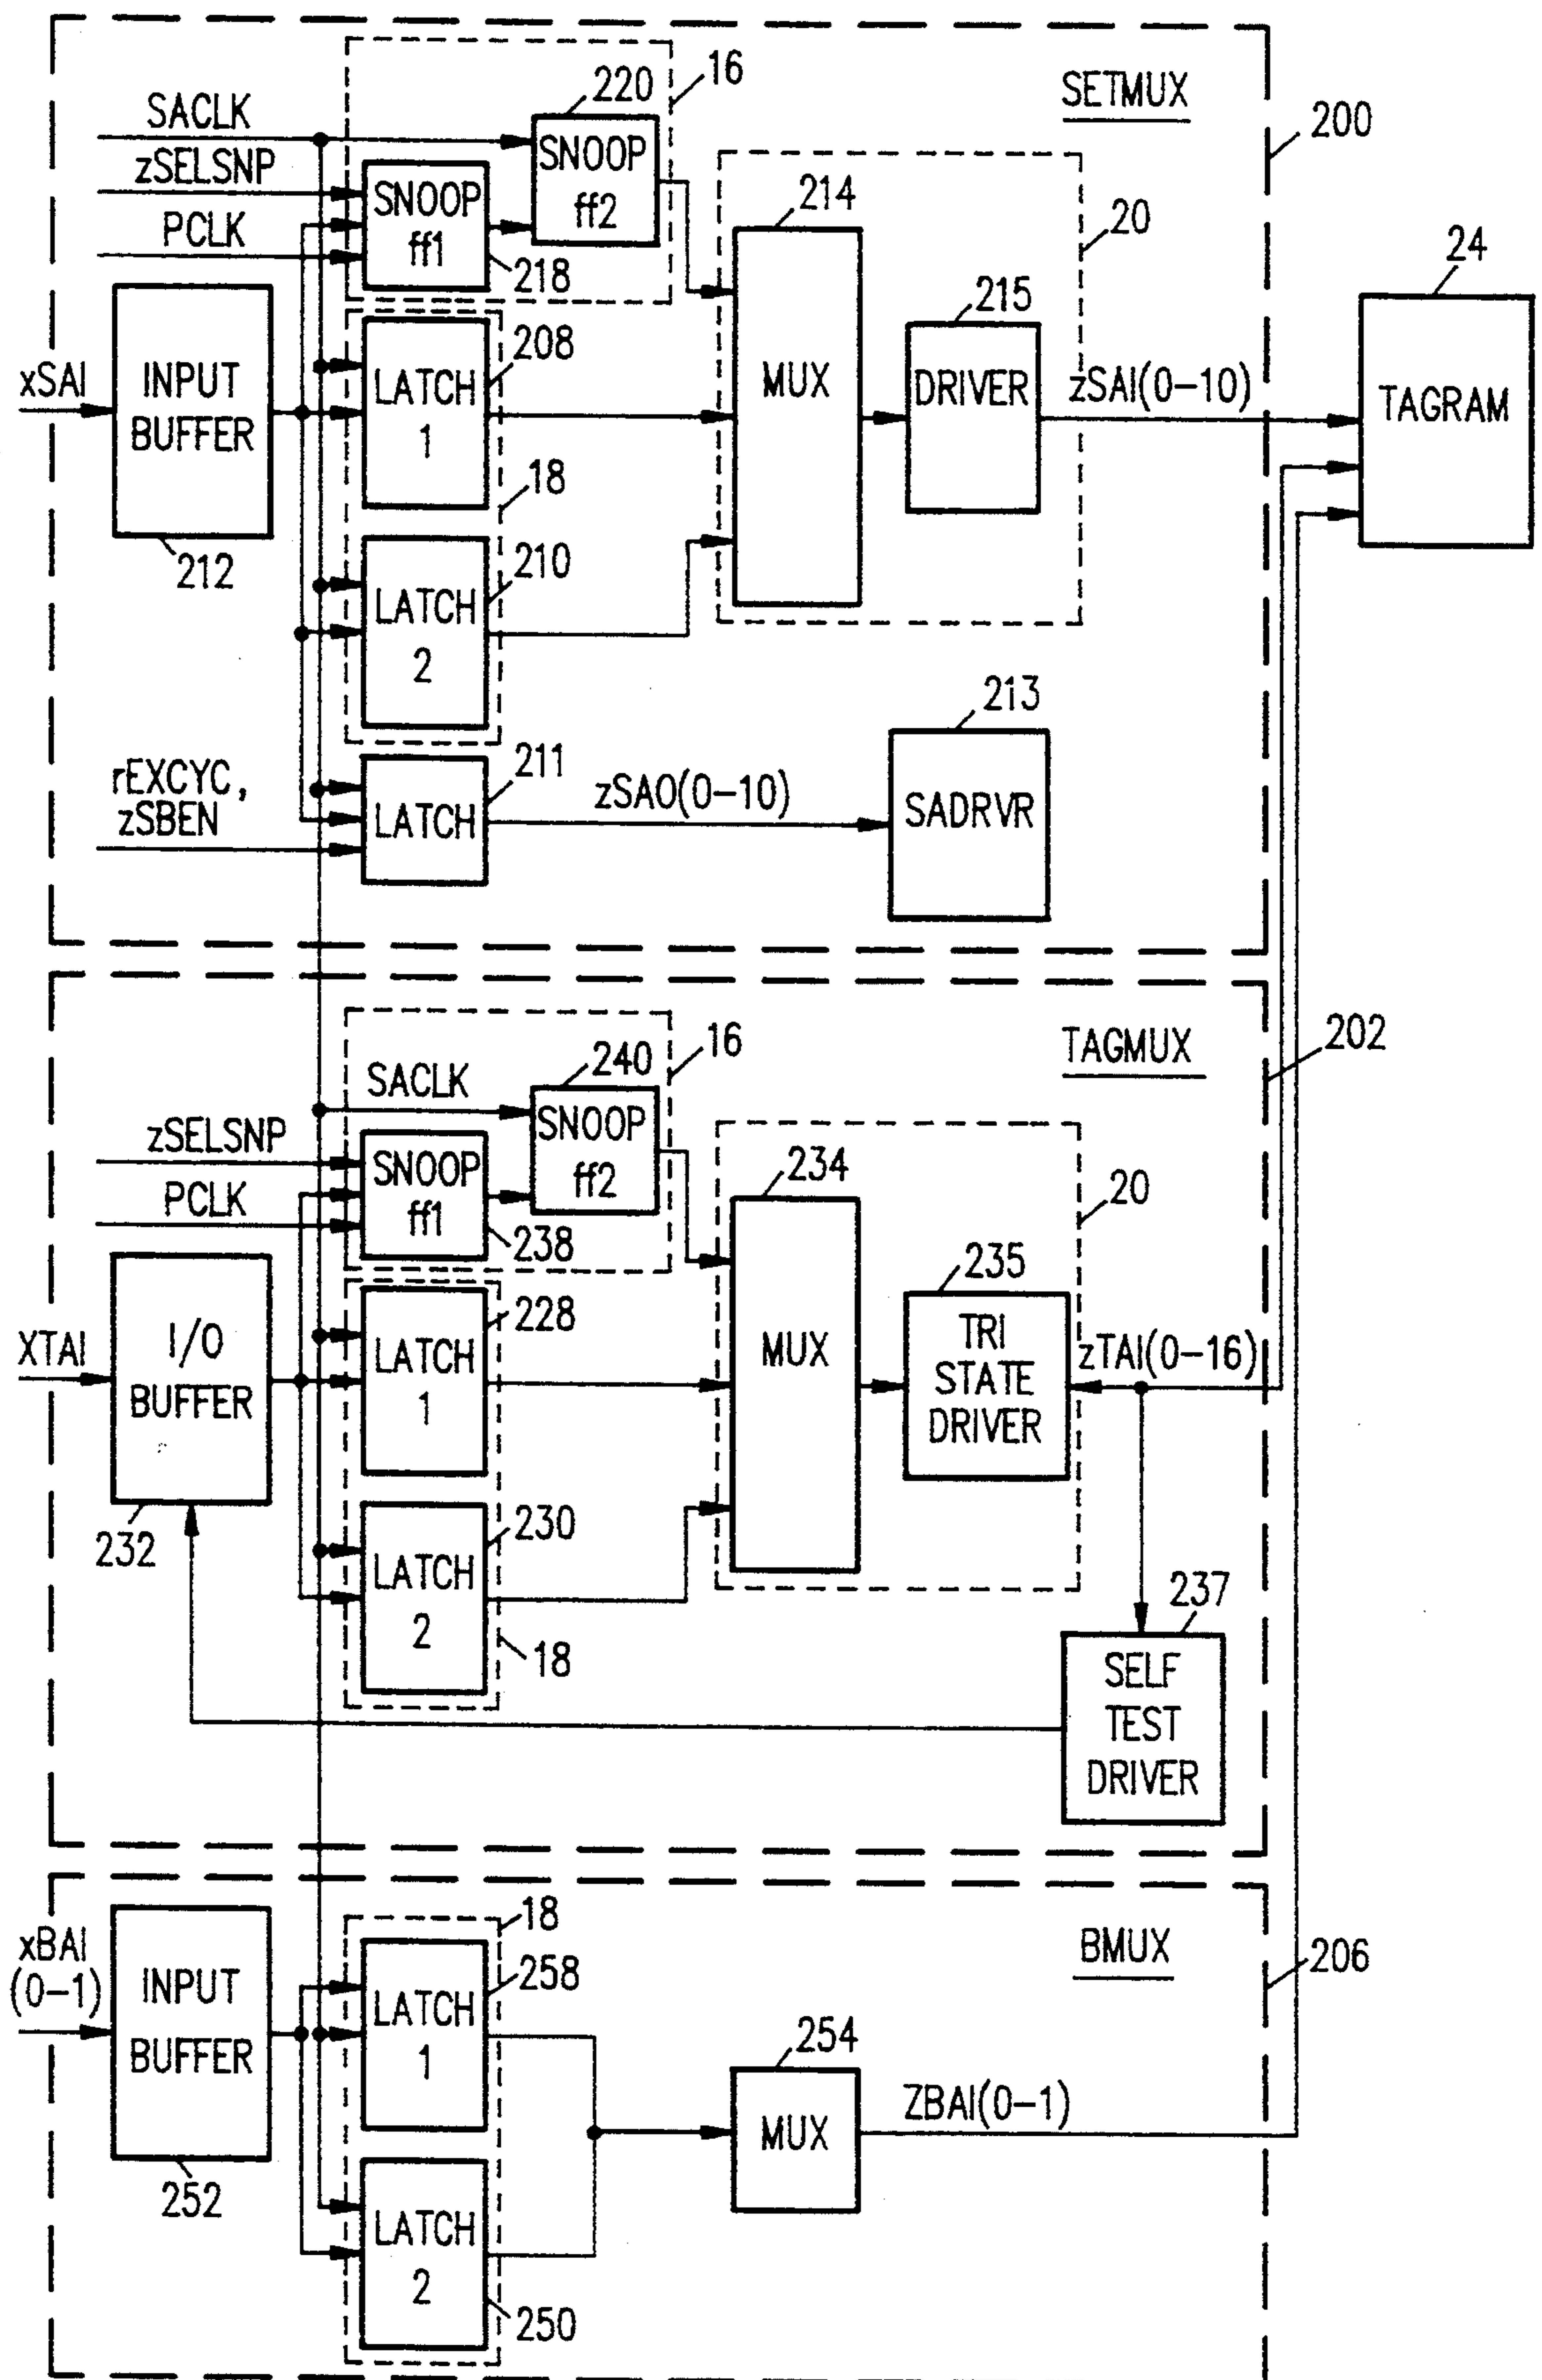 SETMUX
200
16
220
SACLK
SNOOP
ff2
zSELSNP
SNOOP
ff1
218
PCLK
214
20
24
MUX
215
DRIVER
zSAI(0-10)
TAGRAM
xSAI
INPUT
BUFFER
212
208
LATCH
1
18
210
LATCH
2
213
211
rEXCYC,
zSBEN
LATCH
zSAO(0-10)
SADRVR
TAGMUX
202
16
240
SACLK
SNOOP
ff2
zSELSNP
SNOOP
ff1
238
PCLK
234
20
MUX
235
TRI
STATE
DRIVER
zTAI(0-16)
XTAI
I/O
BUFFER
232
228
LATCH
1
230
LATCH
2
18
237
SELF
TEST
DRIVER
BMUX
206
xBAI
(0-1)
INPUT
BUFFER
252
18
258
LATCH
1
254
MUX
ZBAI(0-1)
LATCH
2
250